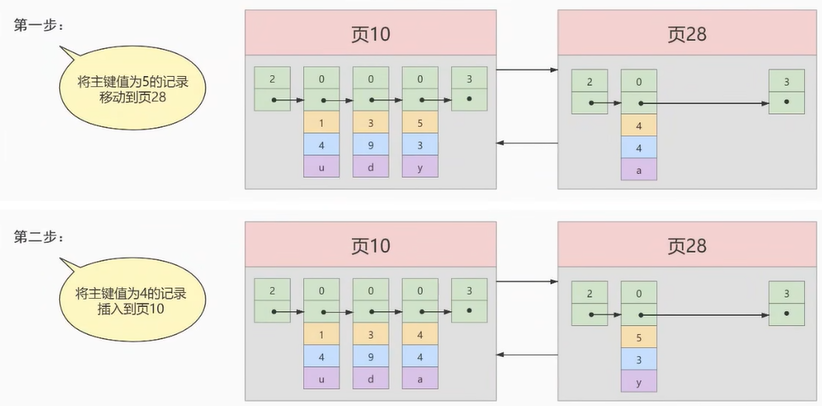 第一步：
将主键值为5的记录
移动到页28
页10
2 0 0 0 3
1 3 5
4 9 3
u d y
页28
2 0 3
4
4
a
第二步：
将主键值为4的记录
插入到页10
页10
2 0 0 0 3
1 3 4
4 9 4
u d a
页28
2 0 3
5
3
y